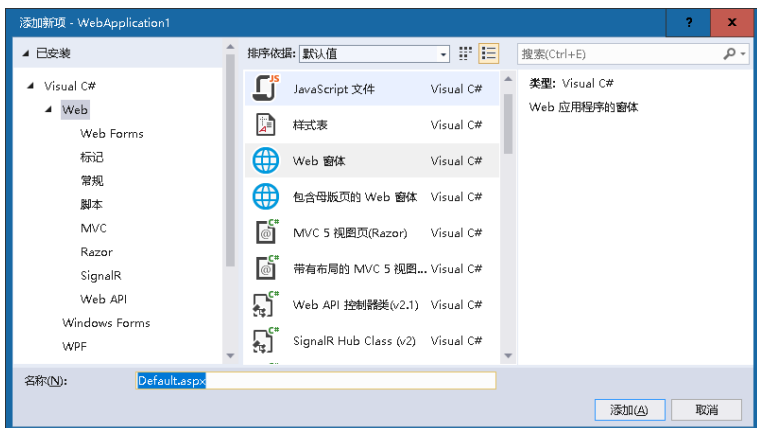 添加新项 - WebApplication1
? x
已安装
排序依据: 默认值
搜索(Ctrl+E)
Visual C#
Web
Web Forms
标记
常规
脚本
MVC
Razor
SignalR
Web API
Windows Forms
WPF
JavaScript 文件 Visual C#
样式表 Visual C#
Web 窗体 Visual C#
包含母版页的 Web 窗体 Visual C#
MVC 5 视图页(Razor) Visual C#
带有布局的 MVC 5 视图... Visual C#
Web API 控制器类(v2.1) Visual C#
SignalR Hub Class (v2) Visual C#
类型: Visual C#
Web 应用程序的窗体
名称(N): Default.aspx
添加(A) 取消